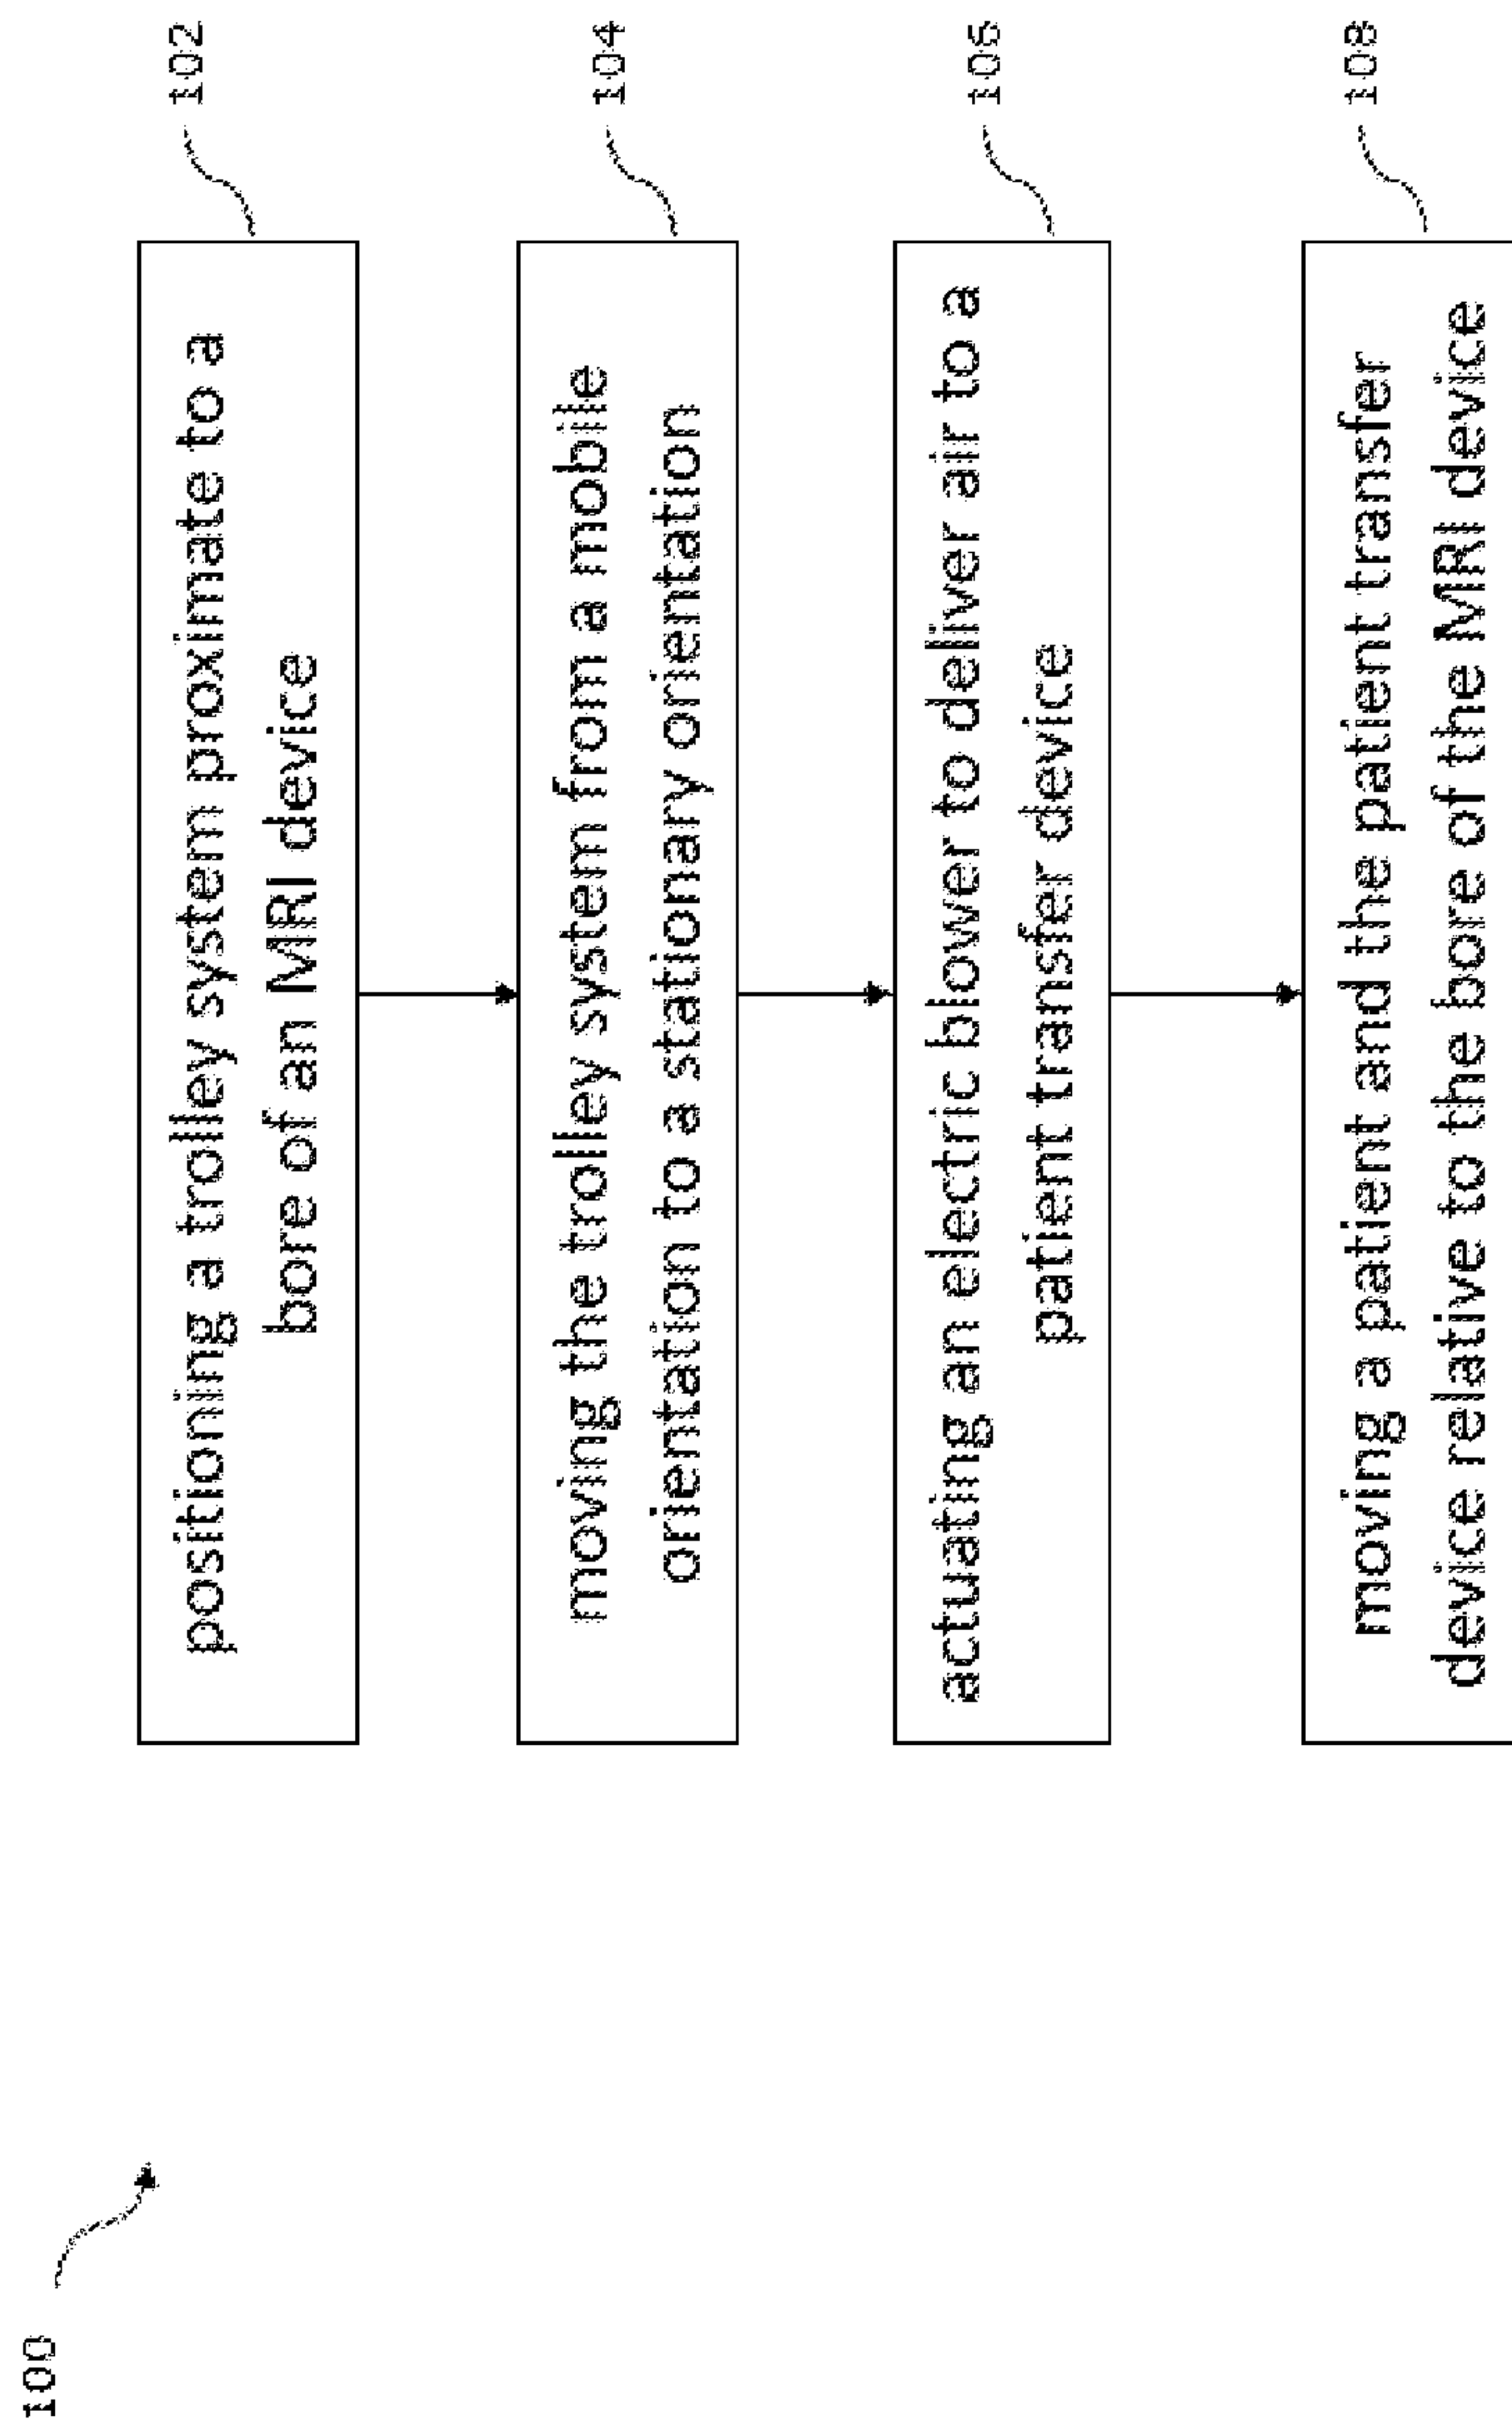 100
positioning a trolley system proximate to a
bore of an MRI device
102
moving the trolley system from a mobile
orientation to a stationary orientation
104
actuating an electric blower to deliver air to a
patient transfer device
106
moving a patient and the patient transfer
device relative to the bore of the MRI device
108